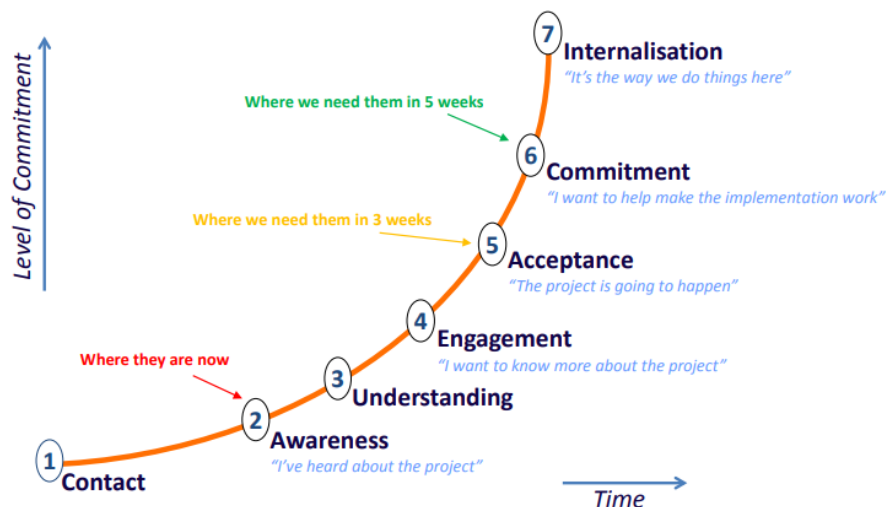 Level of Commitment
7
Internalisation
"It's the way we do things here"
Where we need them in 5 weeks
6
Commitment
"I want to help make the implementation work"
Where we need them in 3 weeks
5
Acceptance
"The project is going to happen"
4
Engagement
"I want to know more about the project"
Where they are now
3
Understanding
2
Awareness
"I've heard about the project"
1
Contact
Time